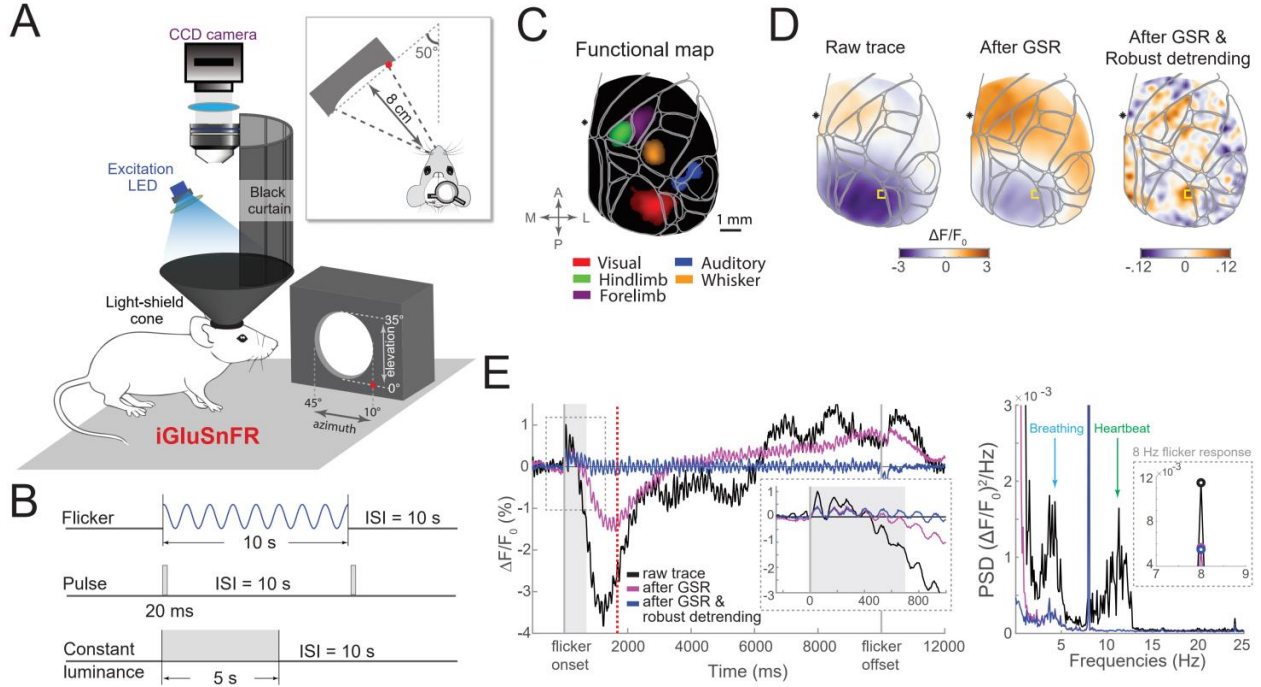 A
CCD camera
Excitation
LED
Black
curtain
Light-shield
cone
iGluSnFR
50°
8 cm
35°
elevation
0°
45°
10°
azimuth
B
Flicker
ISI = 10 s
10 s
Pulse
ISI = 10 s
20 ms
Constant
luminance
ISI = 10 s
5 s
C
Functional map
*
A
M
L
P
1 mm
Visual
Hindlimb
Forelimb
Auditory
Whisker
D
Raw trace
After GSR
After GSR &
Robust detrending
*
*
*
ΔF/F₀
-3 0 3
-.12 0 .12
E
ΔF/F₀ (%)
1
0
-1
-2
-3
-4
raw trace
after GSR
after GSR &
robust detrending
1
0
-1
-2
-3
0 400 800
flicker
onset
2000 4000 6000 8000
flicker
offset
12000
Time (ms)
PSD (ΔF/F₀)²/Hz)
×10⁻³
3
2
1
0
Breathing
Heartbeat
8 Hz flicker response
×10⁻³
12
8
4
7 8 9
5 15 25
Frequencies (Hz)